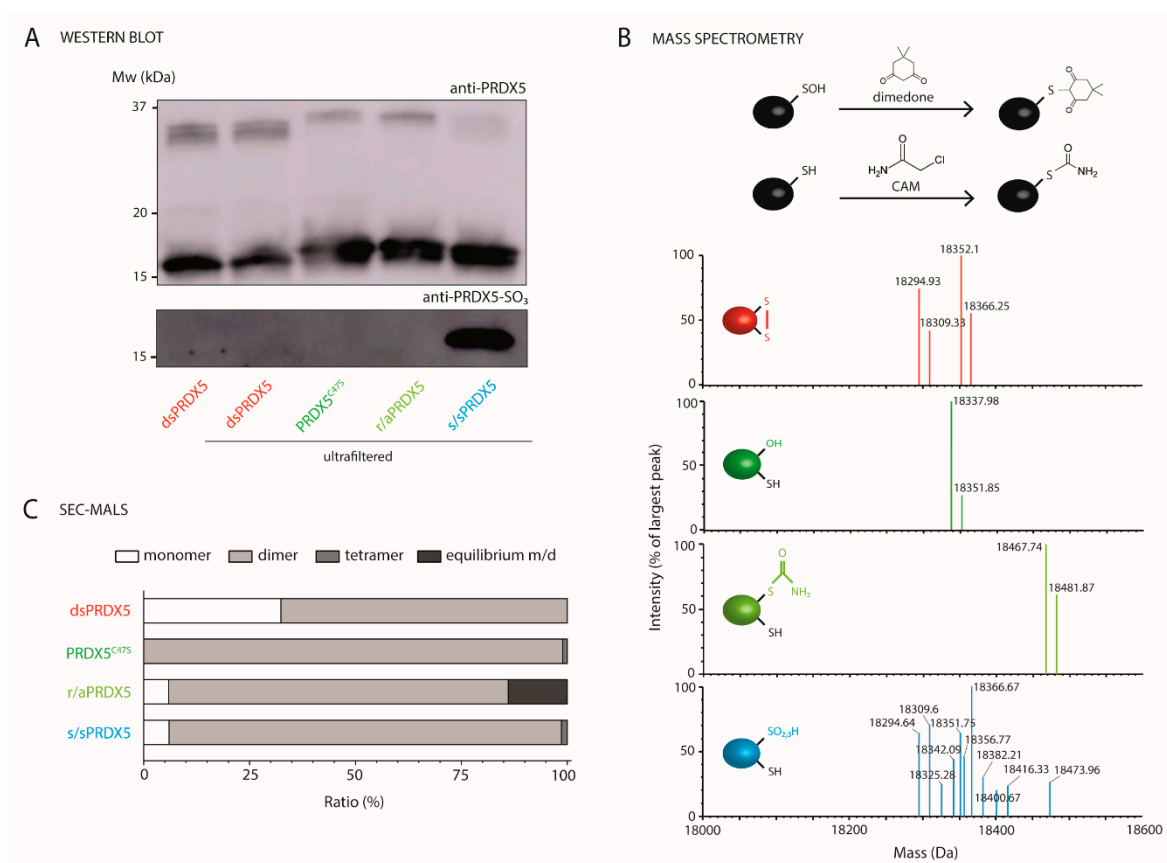 A WESTERN BLOT
Mw (kDa)
anti-PRDX5
37
20
15
anti-PRDX5-SO₃
15
dsPRDX5
dsPRDX5
PRDX5ᶜ⁴⁷ˢ
r/aPRDX5
s/sPRDX5
ultrafiltered
C SEC-MALS
monomer dimer tetramer equilibrium m/d
dsPRDX5
PRDX5ᶜ⁴⁷ˢ
r/aPRDX5
s/sPRDX5
0 25 50 75 100
Ratio (%)
B MASS SPECTROMETRY
SOH
O O
dimedone
S O O
SH
O
H₂N Cl
CAM
O
S NH₂
Intensity (% of largest peak)
100
50
0
S
S
18294.93
18309.33
18352.1
18366.25
100
50
0
OH
SH
18337.98
18351.85
100
50
0
O
S NH₂
SH
18467.74
18481.87
100
50
0
SO₂,₃H
SH
18294.64
18309.6
18325.28
18342.09
18351.75
18356.77
18366.67
18382.21
18400.67
18416.33
18473.96
18000 18200 18400 18600
Mass (Da)